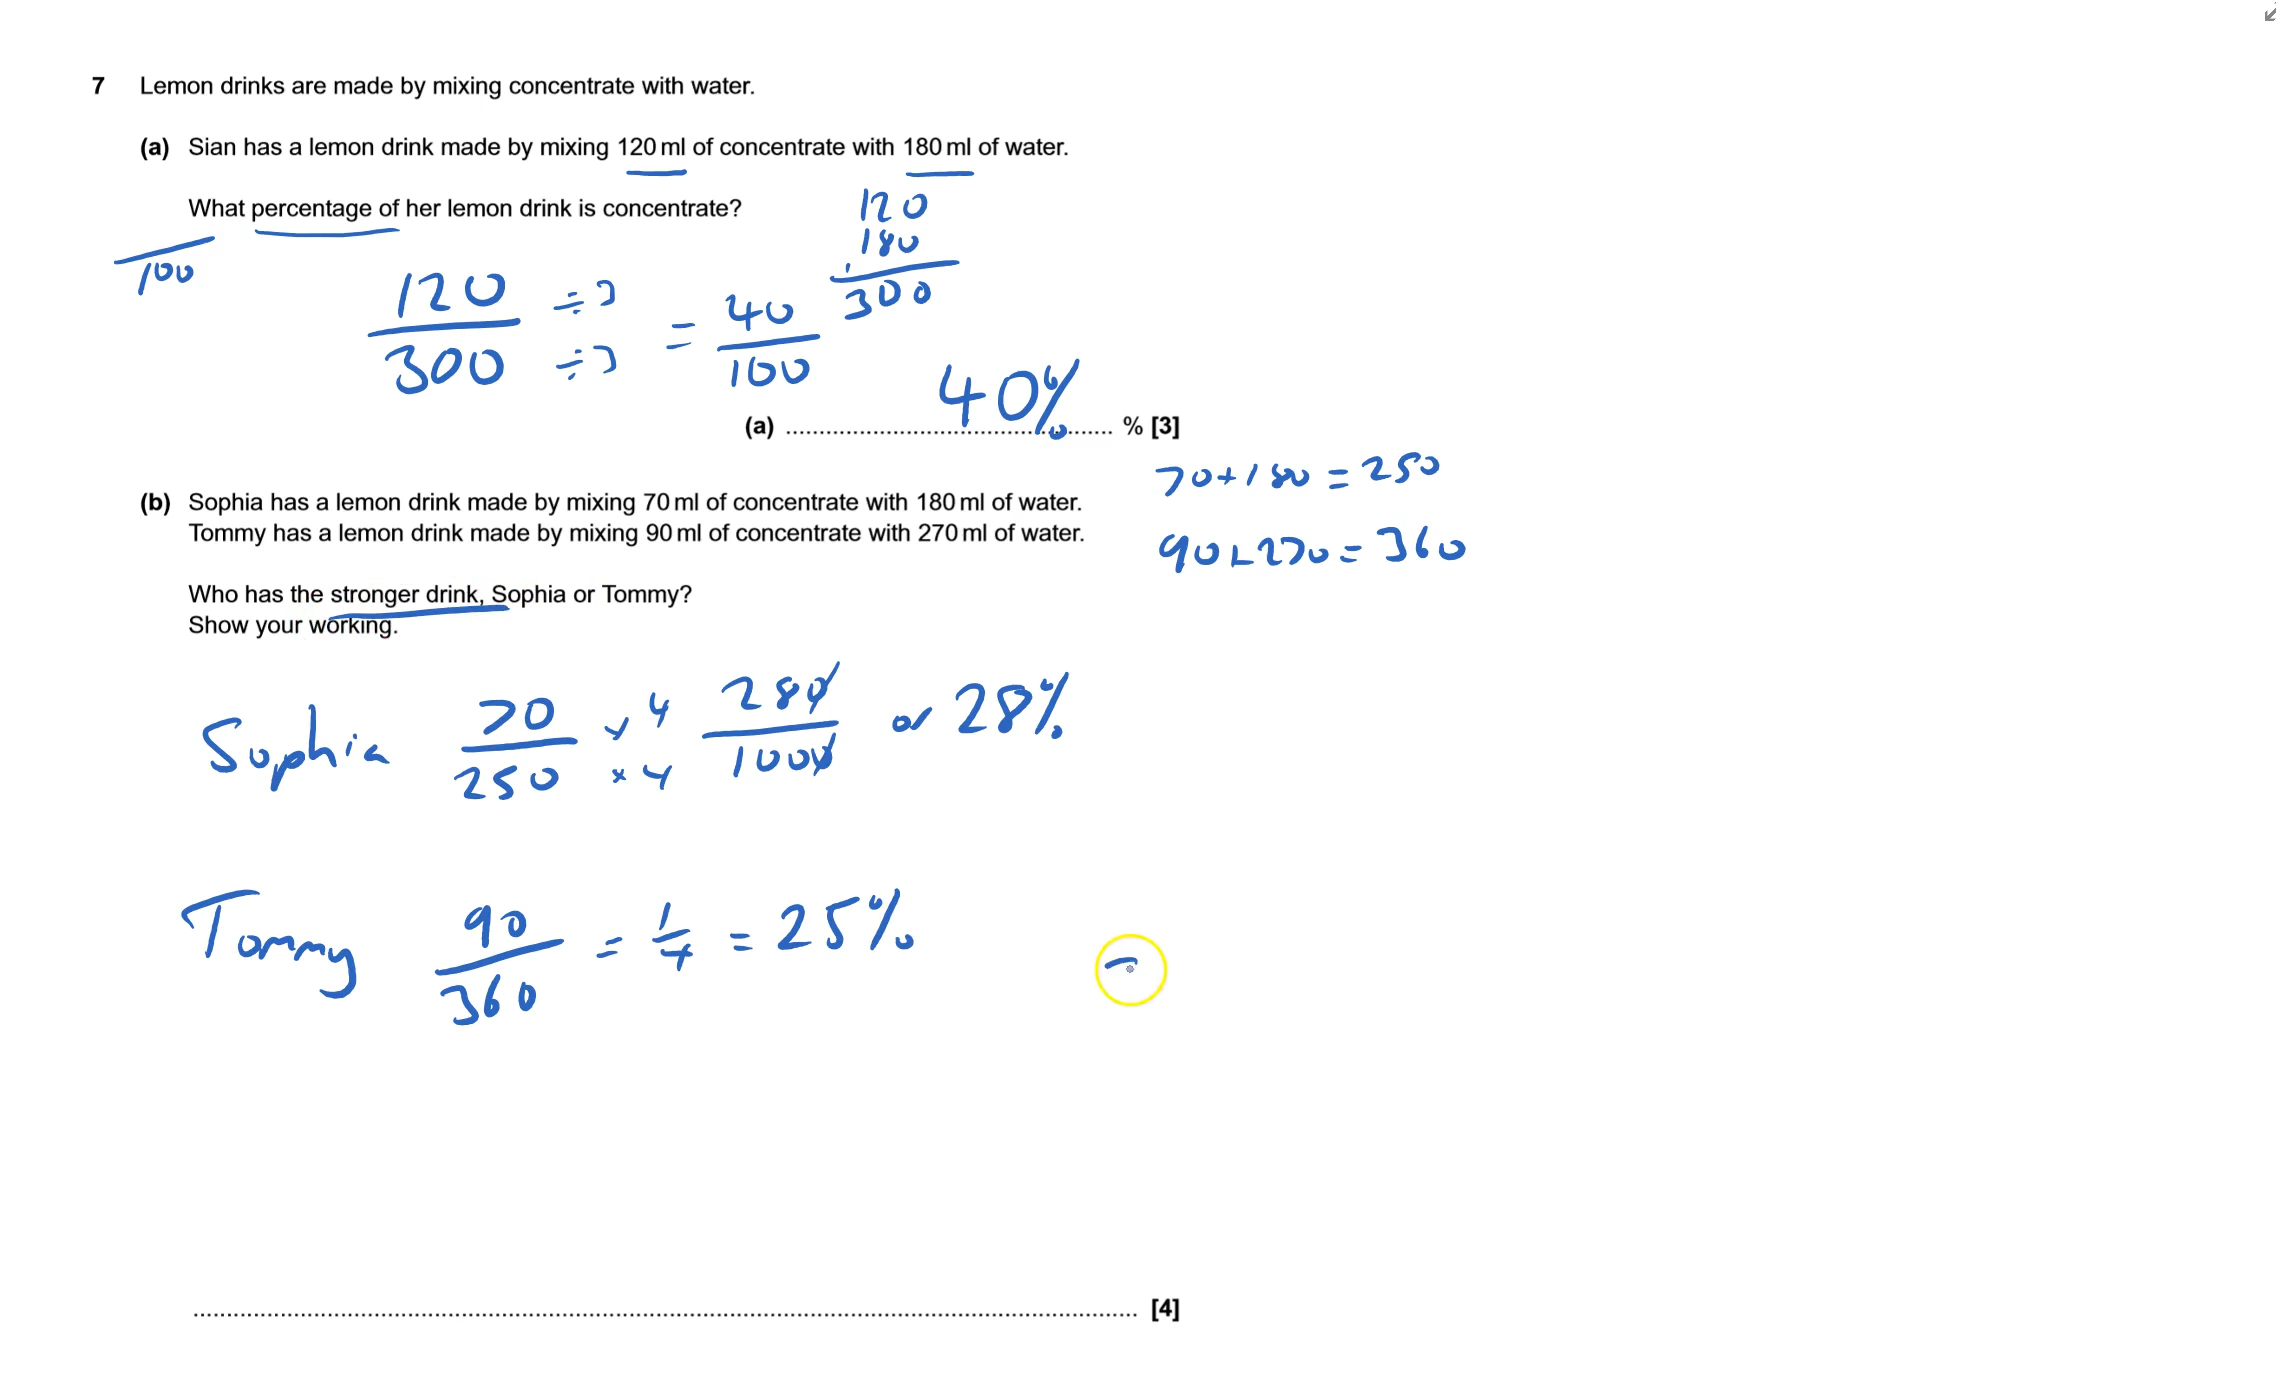 7 Lemon drinks are made by mixing concentrate with water.
(a) Sian has a lemon drink made by mixing 120 ml of concentrate with 180 ml of water.
What percentage of her lemon drink is concentrate?
120
180
300
/100
120/300 ÷3 ÷3 = 40/100
40%
(a) ........................................ % [3]
70+180=250
(b) Sophia has a lemon drink made by mixing 70 ml of concentrate with 180 ml of water.
Tommy has a lemon drink made by mixing 90 ml of concentrate with 270 ml of water.
90+270=360
Who has the stronger drink, Sophia or Tommy?
Show your working.
Sophia 70/250 ×4 ×4 280/1000 or 28%
Tommy 90/360 = 1/4 = 25%
........................................ [4]